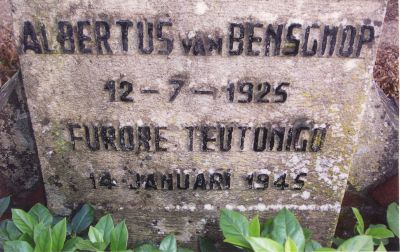 ALBERTUS VAN BENSCHOP
12-7-1925
FURORE TEUTONICO
14 JANUARI 1945